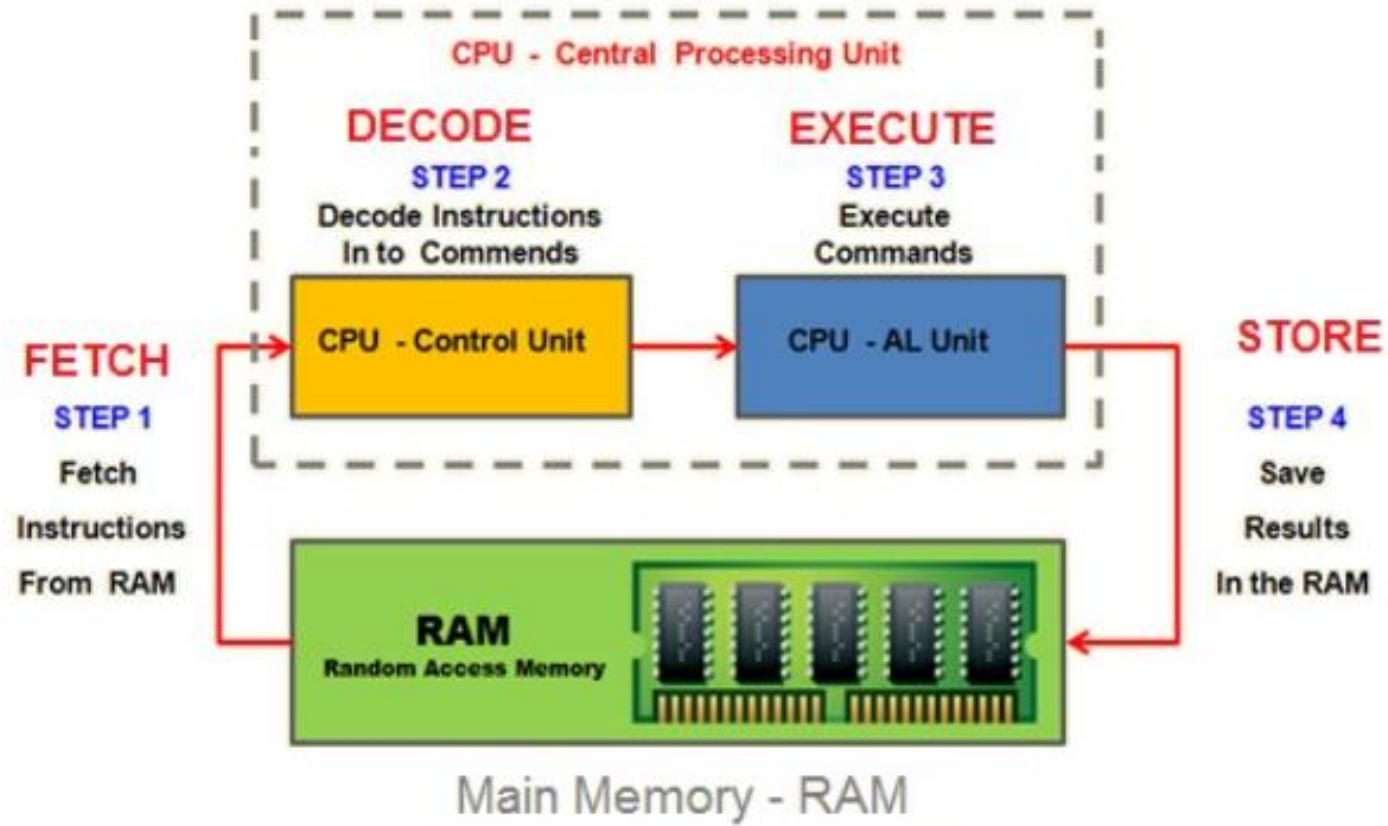 CPU - Central Processing Unit
DECODE
STEP 2
Decode Instructions
In to Commends
CPU - Control Unit
EXECUTE
STEP 3
Execute
Commands
CPU - AL Unit
FETCH
STEP 1
Fetch
Instructions
From RAM
STORE
STEP 4
Save
Results
In the RAM
RAM
Random Access Memory
Main Memory - RAM